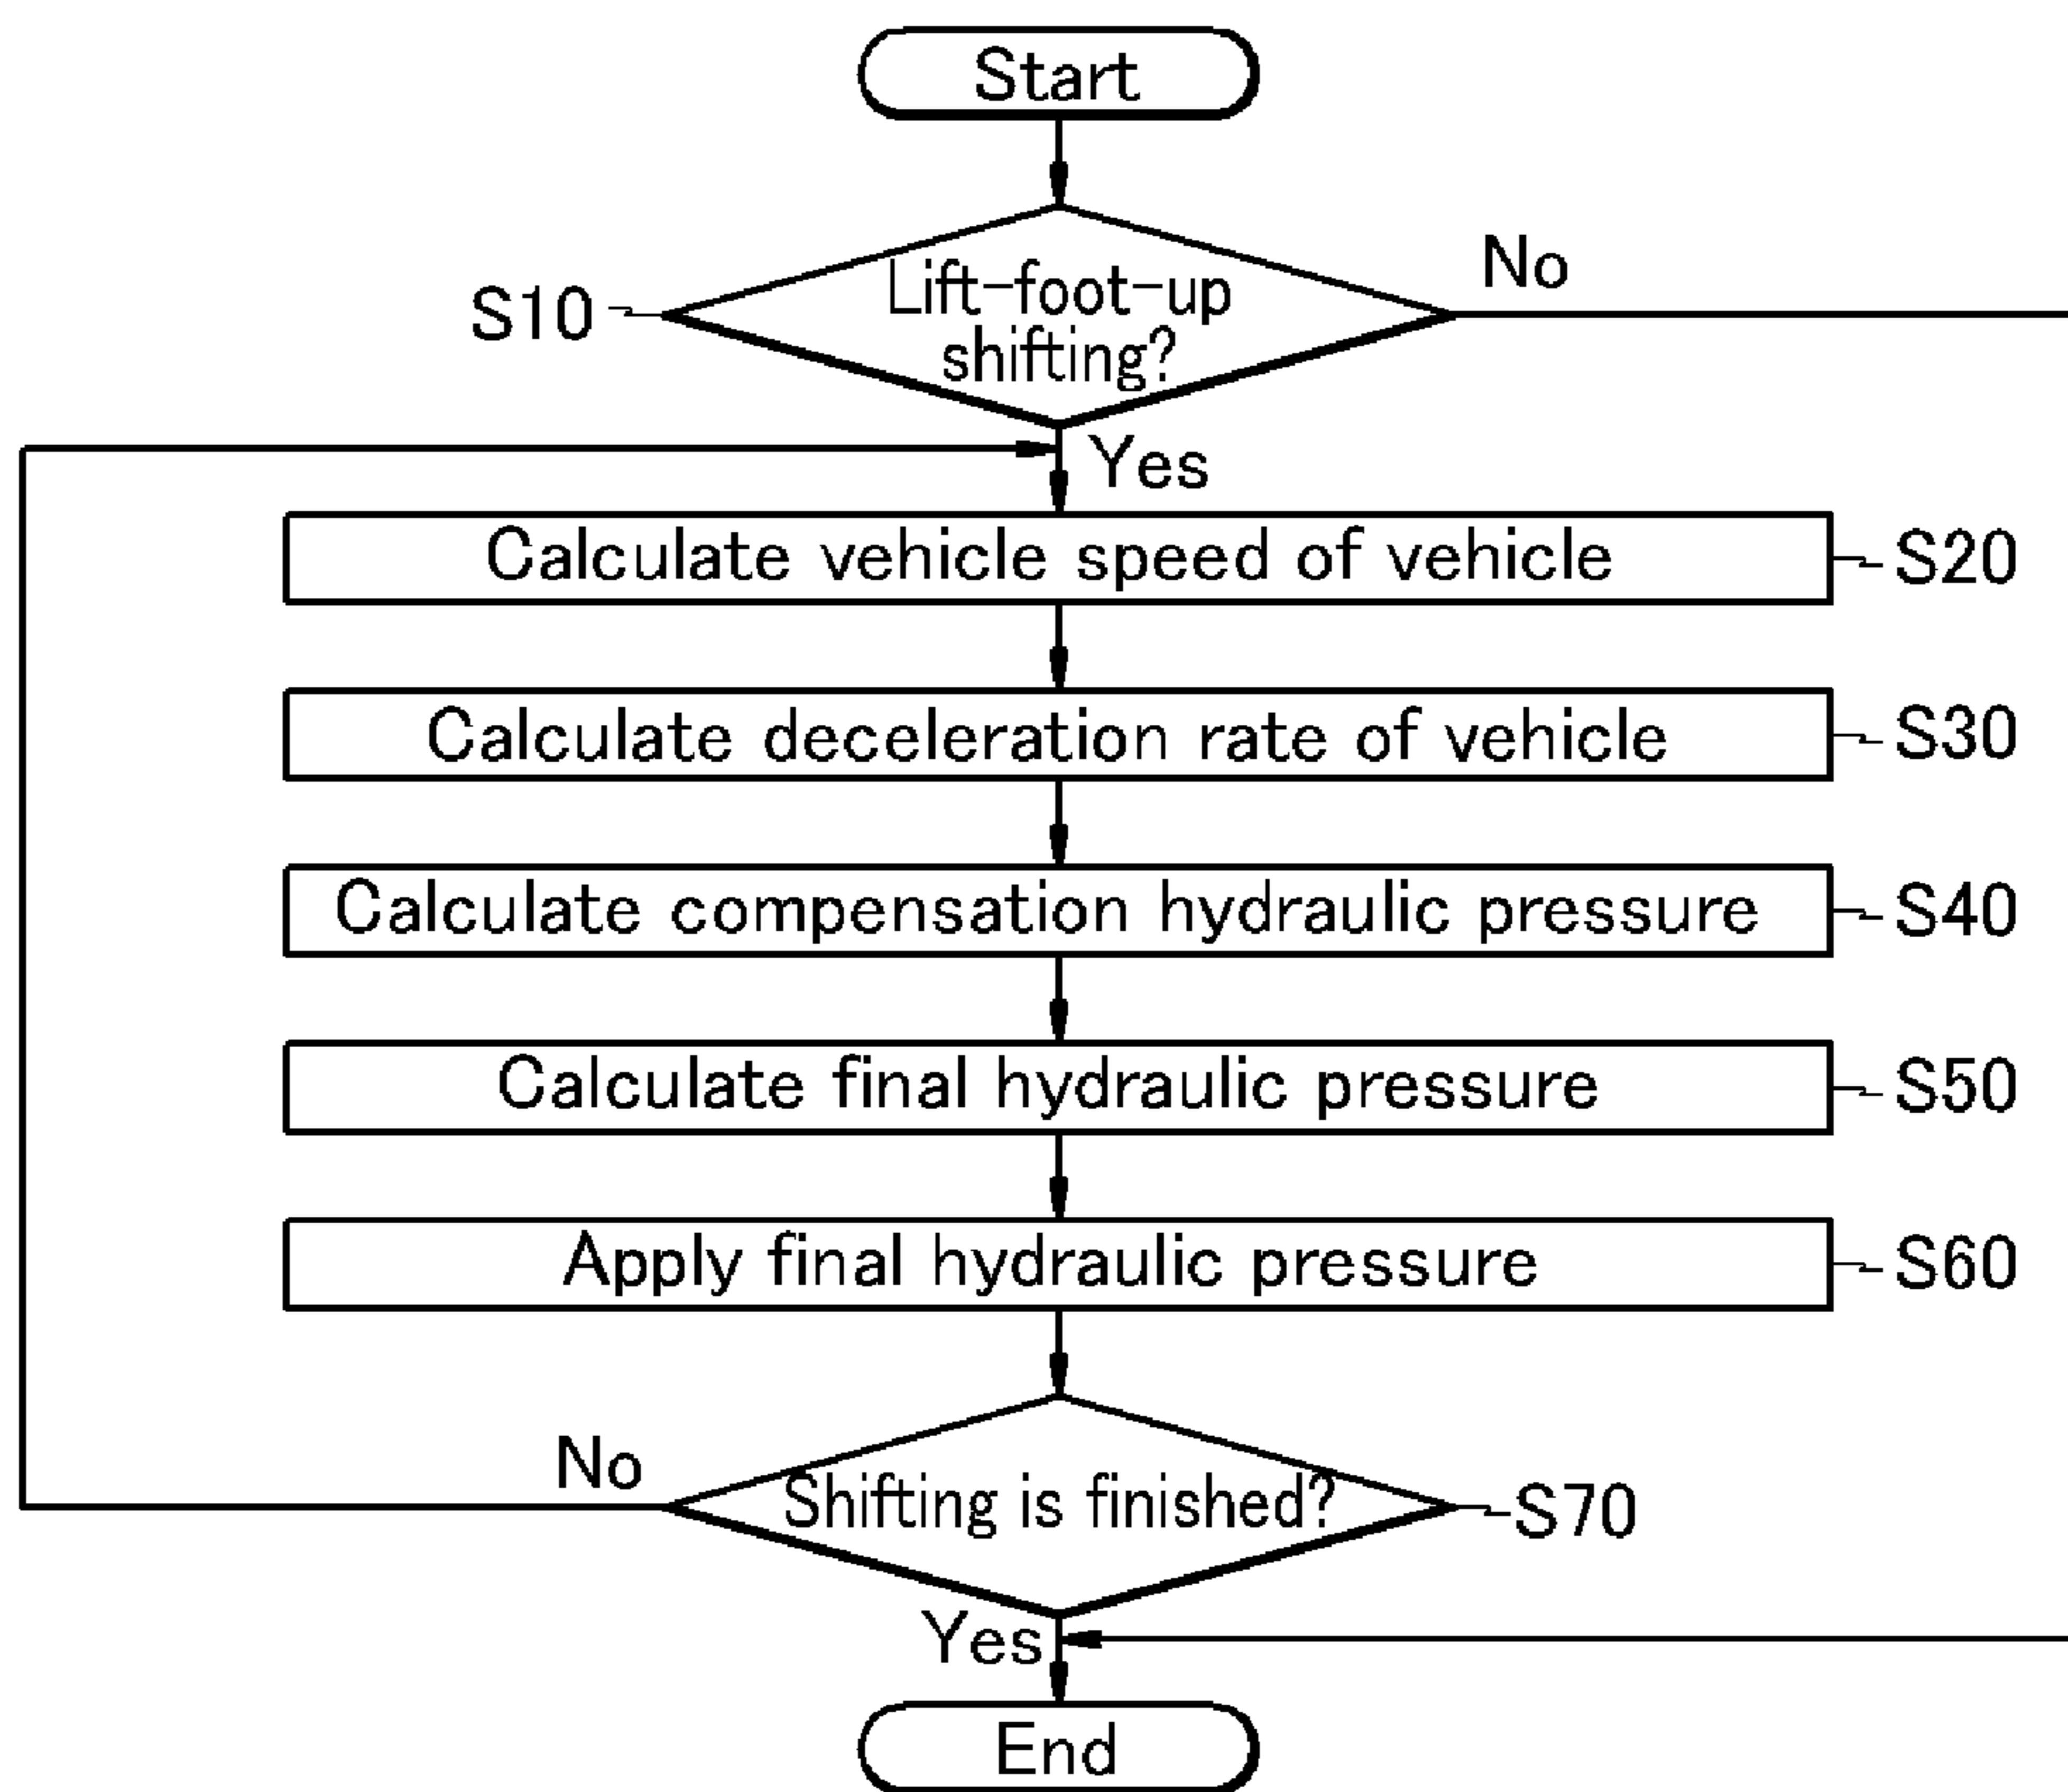 Start
S10
Lift-foot-up
shifting?
No
Yes
Calculate vehicle speed of vehicle
S20
Calculate deceleration rate of vehicle
S30
Calculate compensation hydraulic pressure
S40
Calculate final hydraulic pressure
S50
Apply final hydraulic pressure
S60
No
Shifting is finished?
S70
Yes
End